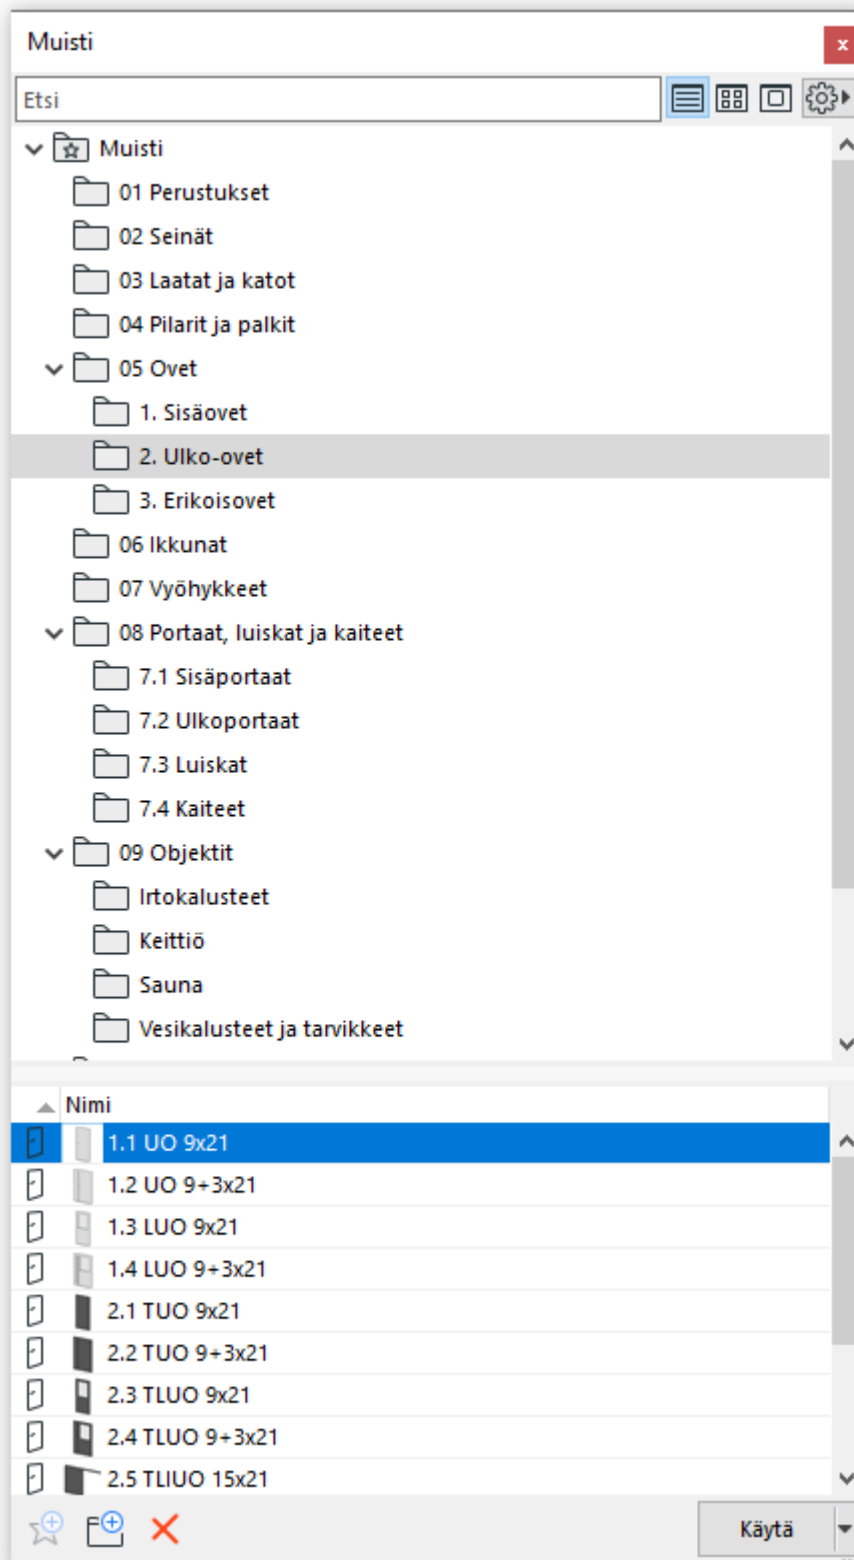 Muisti
Etsi
Muisti
01 Perustukset
02 Seinät
03 Laatat ja katot
04 Pilarit ja palkit
05 Ovet
1. Sisäovet
2. Ulko-ovet
3. Erikoisovet
06 Ikkunat
07 Vyöhykkeet
08 Portaat, luiskat ja kaiteet
7.1 Sisäportaat
7.2 Ulkoportaat
7.3 Luiskat
7.4 Kaiteet
09 Objektit
Irtokalusteet
Keittiö
Sauna
Vesikalusteet ja tarvikkeet
Nimi
1.1 UO 9x21
1.2 UO 9+3x21
1.3 LUO 9x21
1.4 LUO 9+3x21
2.1 TUO 9x21
2.2 TUO 9+3x21
2.3 TLUO 9x21
2.4 TLUO 9+3x21
2.5 TLIUO 15x21
Käytä